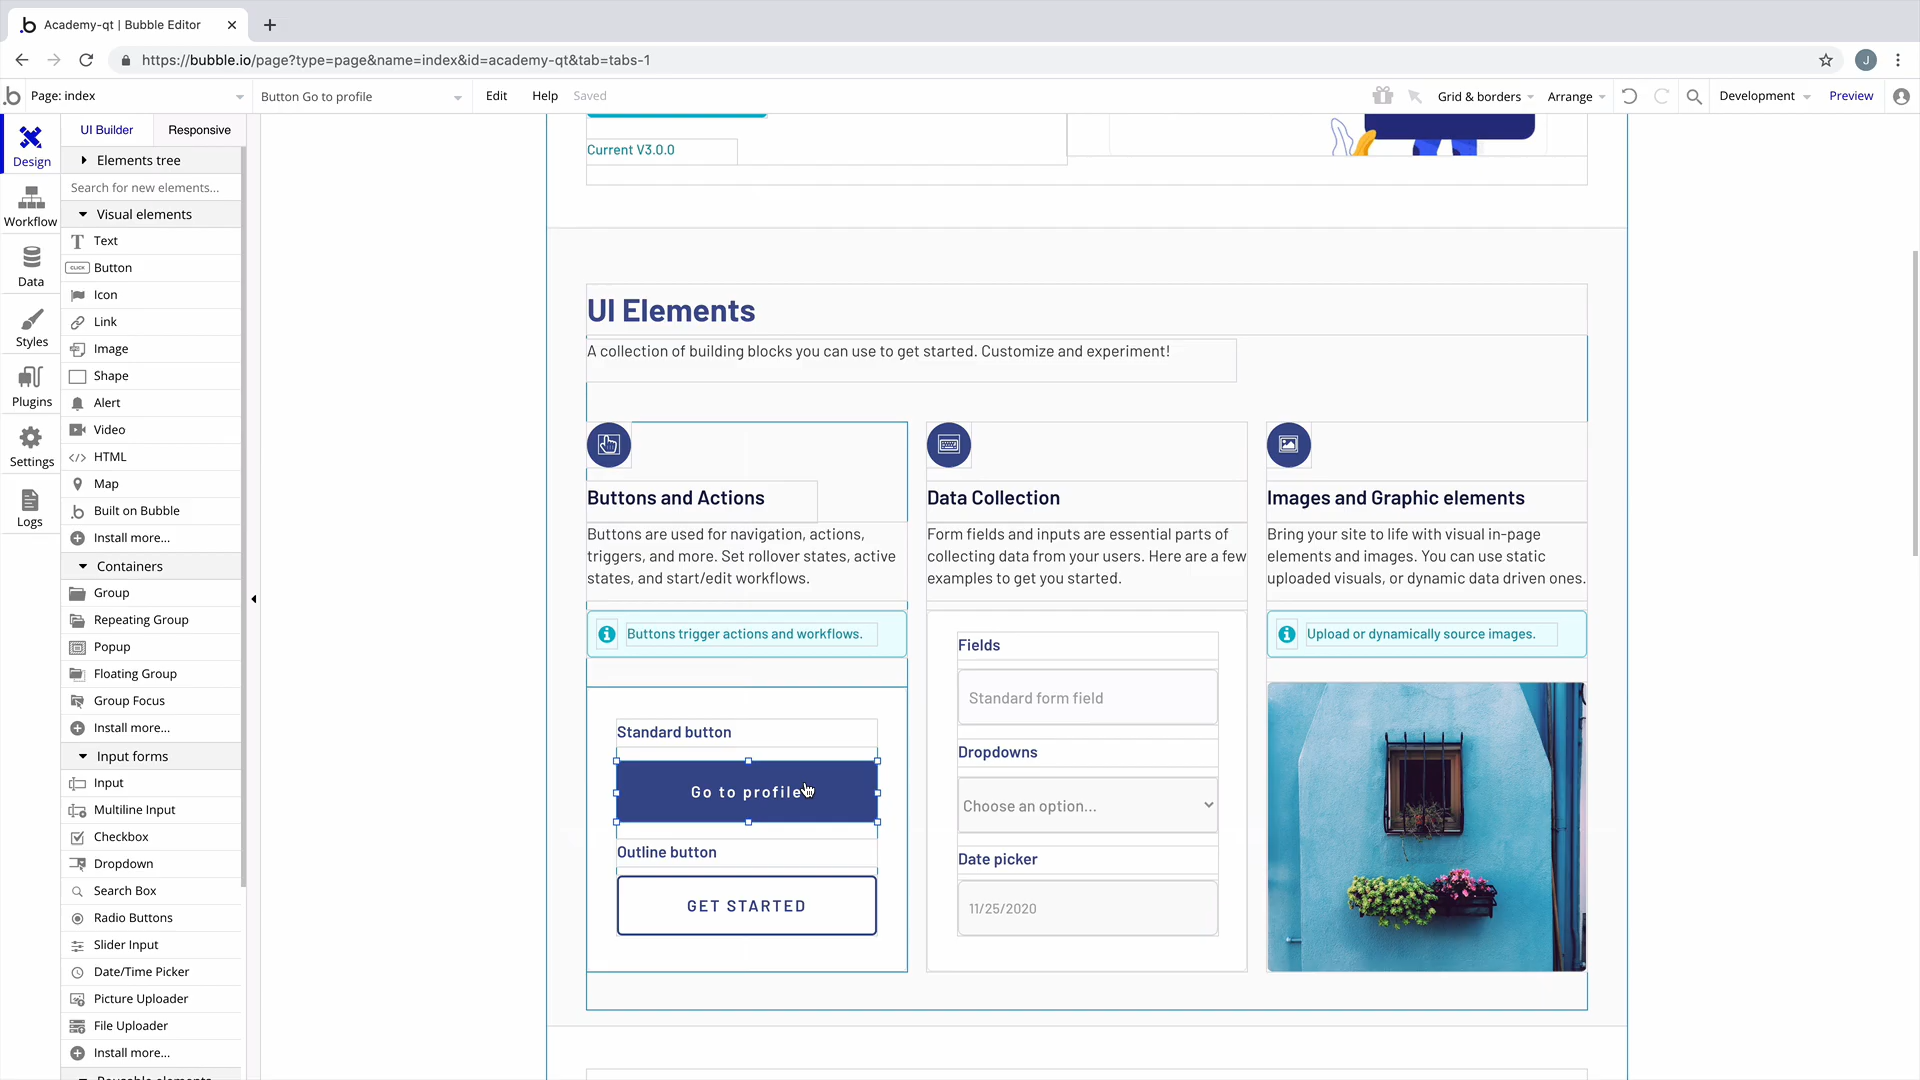 Academy-qt | Bubble Editor
https://bubble.io/page?type=page&name=index&id=academy-qt&tab=tabs-1
J
Page: index
Button Go to profile
Edit
Help
Saved
Grid & borders
Arrange
Development
Preview
Design
Workflow
Data
Styles
Plugins
Settings
Logs
UI Builder
Responsive
Elements tree
Search for new elements...
Visual elements
Text
CLICK
Button
Icon
Link
Image
Shape
Alert
Video
HTML
Map
Built on Bubble
Install more...
Containers
Group
Repeating Group
Popup
Floating Group
Group Focus
Install more...
Input forms
Input
Multiline Input
Checkbox
Dropdown
Search Box
Radio Buttons
Slider Input
Date/Time Picker
Picture Uploader
File Uploader
Install more...
Reusable elements
Current V3.0.0
UI Elements
A collection of building blocks you can use to get started. Customize and experiment!
Buttons and Actions
Buttons are used for navigation, actions,
triggers, and more. Set rollover states, active
states, and start/edit workflows.
Buttons trigger actions and workflows.
Standard button
Go to profile
Outline button
GET STARTED
Data Collection
Form fields and inputs are essential parts of
collecting data from your users. Here are a few
examples to get you started.
Fields
Standard form field
Dropdowns
Choose an option...
Date picker
11/25/2020
Images and Graphic elements
Bring your site to life with visual in-page
elements and images. You can use static
uploaded visuals, or dynamic data driven ones.
Upload or dynamically source images.